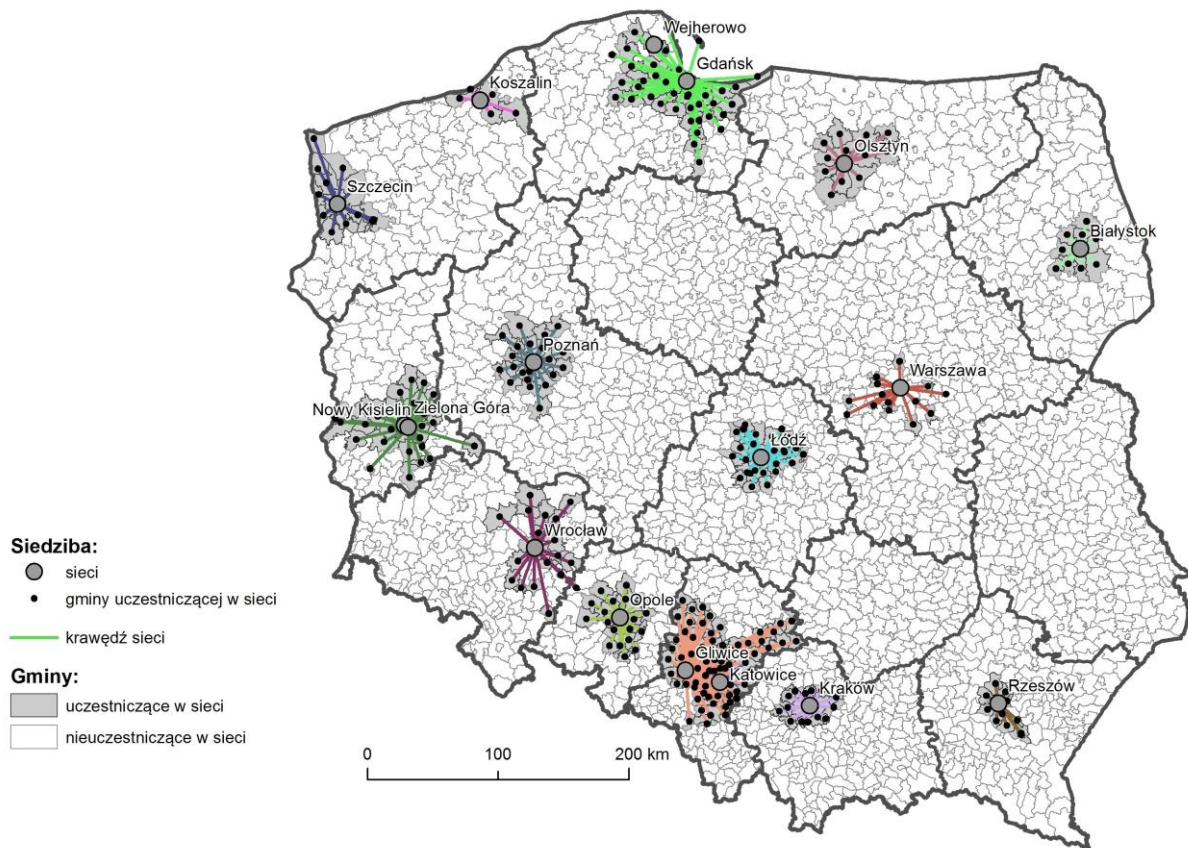 Wejherowo
Gdańsk
Koszalin
Olsztyn
Szczecin
Białystok
Poznań
Warszawa
Nowy Kisielin
Zielona Góra
Łódź
Wrocław
Opole
Gliwice
Katowice
Kraków
Rzeszów
Siedziba:
sieci
gminy uczestniczącej w sieci
krawędź sieci
Gminy:
uczestniczące w sieci
nieuczestniczące w sieci
0 100 200 km